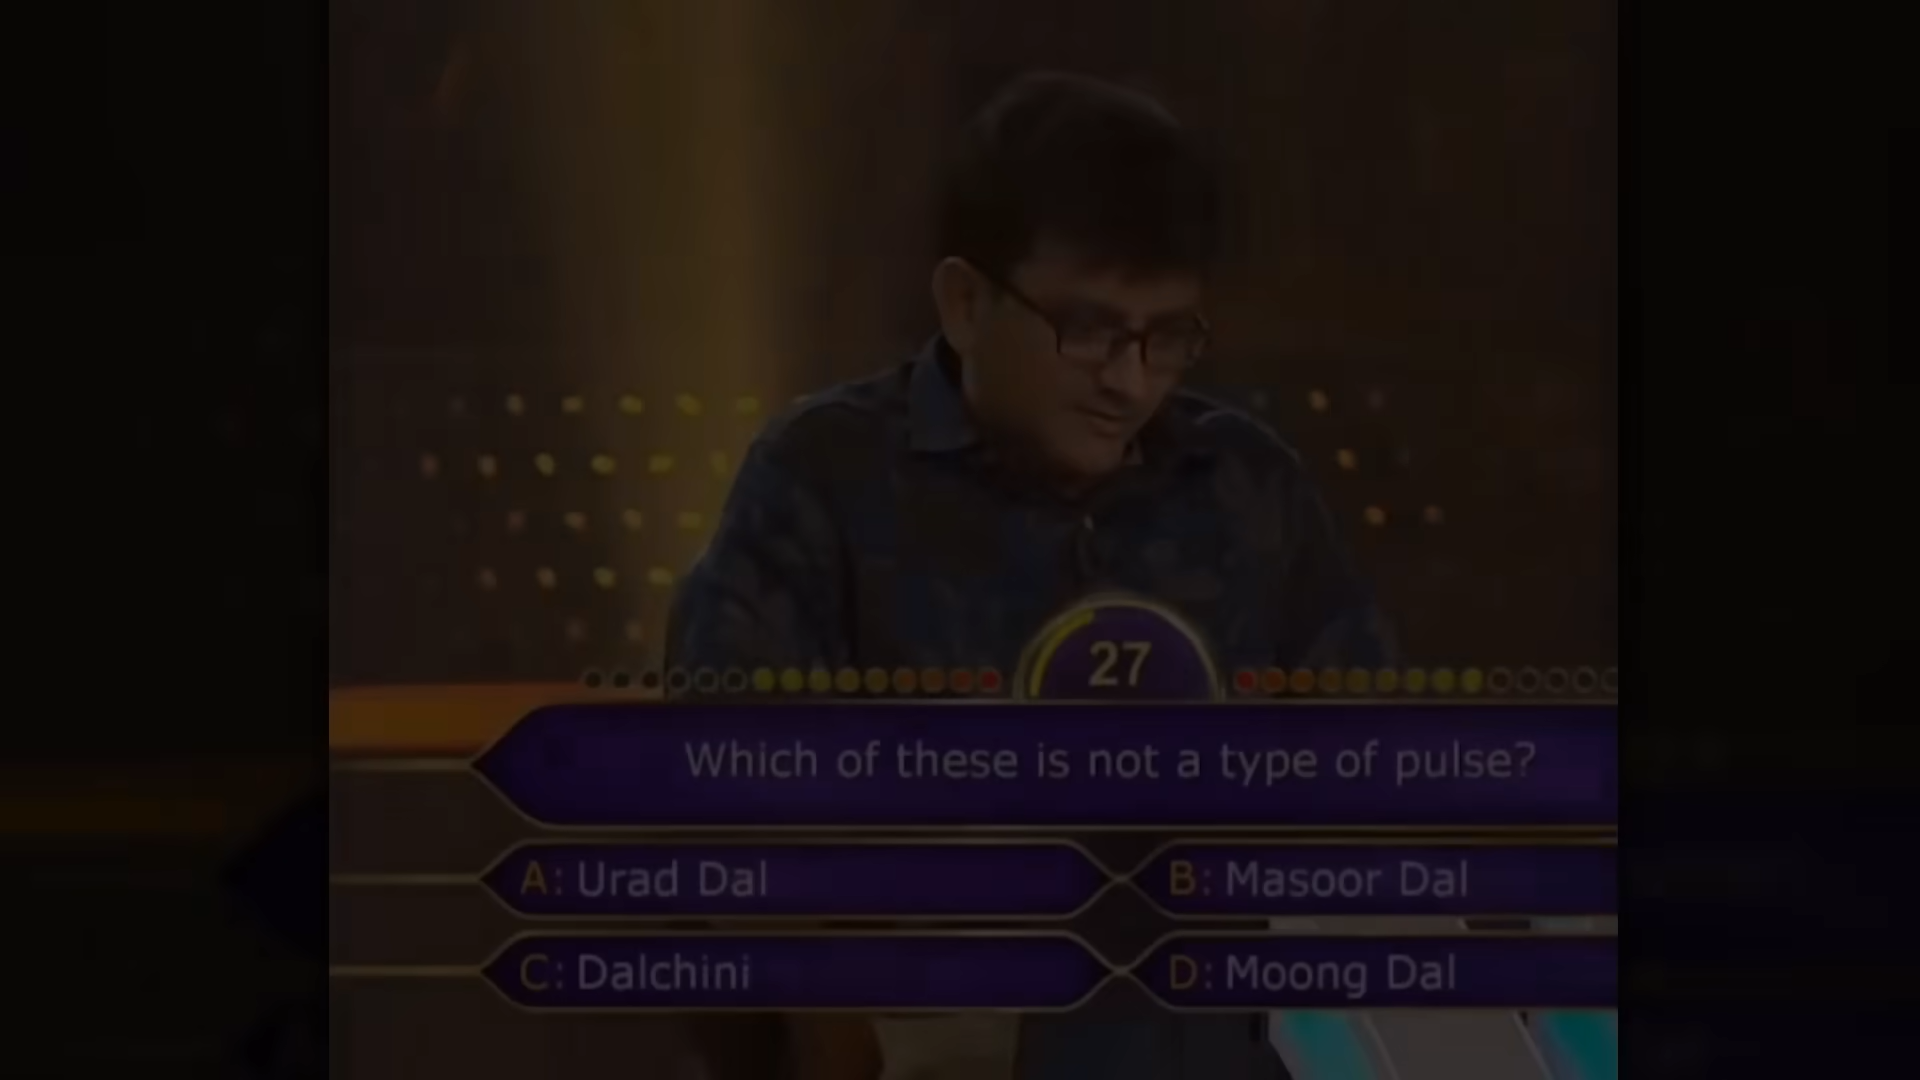 27
Which of these is not a type of pulse?
A: Urad Dal
B: Masoor Dal
C: Dalchini
D: Moong Dal